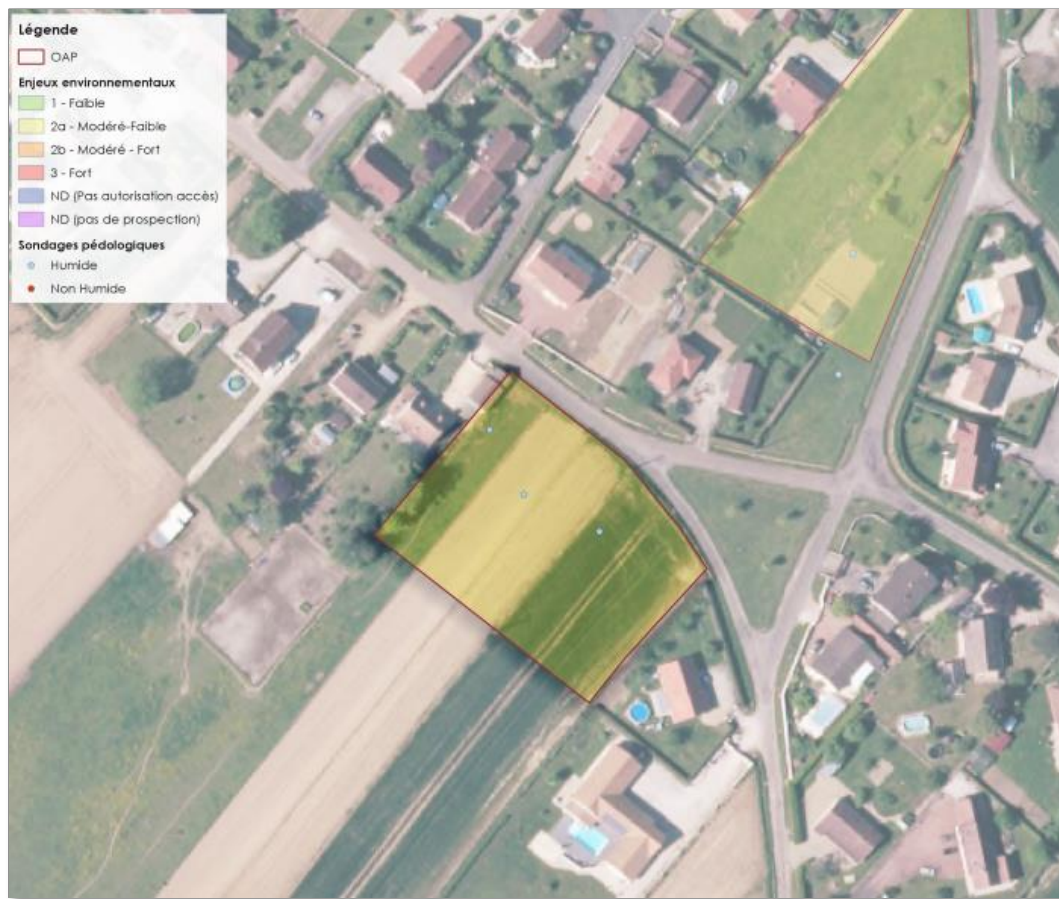 Légende
OAP
Enjeux environnementaux
1 - Faible
2a - Modéré-Faible
2b - Modéré - Fort
3 - Fort
ND (Pas autorisation accès)
ND (pas de prospection)
Sondages pédologiques
Humide
Non Humide